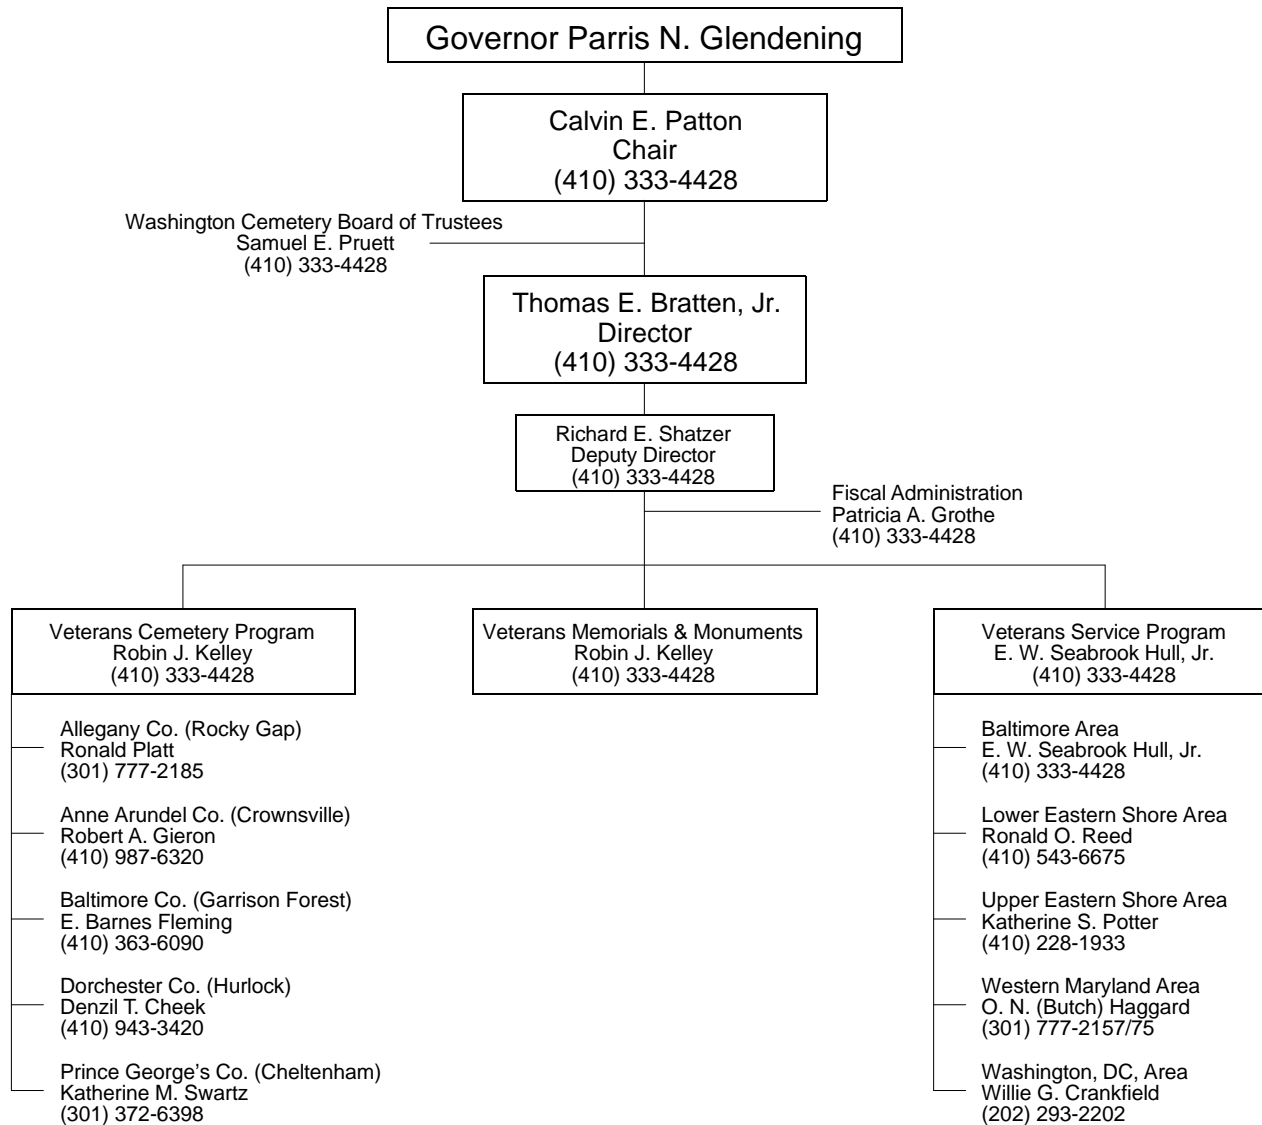 Governor Parris N. Glendening
Calvin E. Patton
Chair
(410) 333-4428
Washington Cemetery Board of Trustees
Samuel E. Pruett
(410) 333-4428
Thomas E. Bratten, Jr.
Director
(410) 333-4428
Richard E. Shatzer
Deputy Director
(410) 333-4428
Fiscal Administration
Patricia A. Grothe
(410) 333-4428
Veterans Cemetery Program
Robin J. Kelley
(410) 333-4428
Allegany Co. (Rocky Gap)
Ronald Platt
(301) 777-2185
Anne Arundel Co. (Crownsville)
Robert A. Gieron
(410) 987-6320
Baltimore Co. (Garrison Forest)
E. Barnes Fleming
(410) 363-6090
Dorchester Co. (Hurlock)
Denzil T. Cheek
(410) 943-3420
Prince George's Co. (Cheltenham)
Katherine M. Swartz
(301) 372-6398
Veterans Memorials & Monuments
Robin J. Kelley
(410) 333-4428
Veterans Service Program
E. W. Seabrook Hull, Jr.
(410) 333-4428
Baltimore Area
E. W. Seabrook Hull, Jr.
(410) 333-4428
Lower Eastern Shore Area
Ronald O. Reed
(410) 543-6675
Upper Eastern Shore Area
Katherine S. Potter
(410) 228-1933
Western Maryland Area
O. N. (Butch) Haggard
(301) 777-2157/75
Washington, DC, Area
Willie G. Crankfield
(202) 293-2202